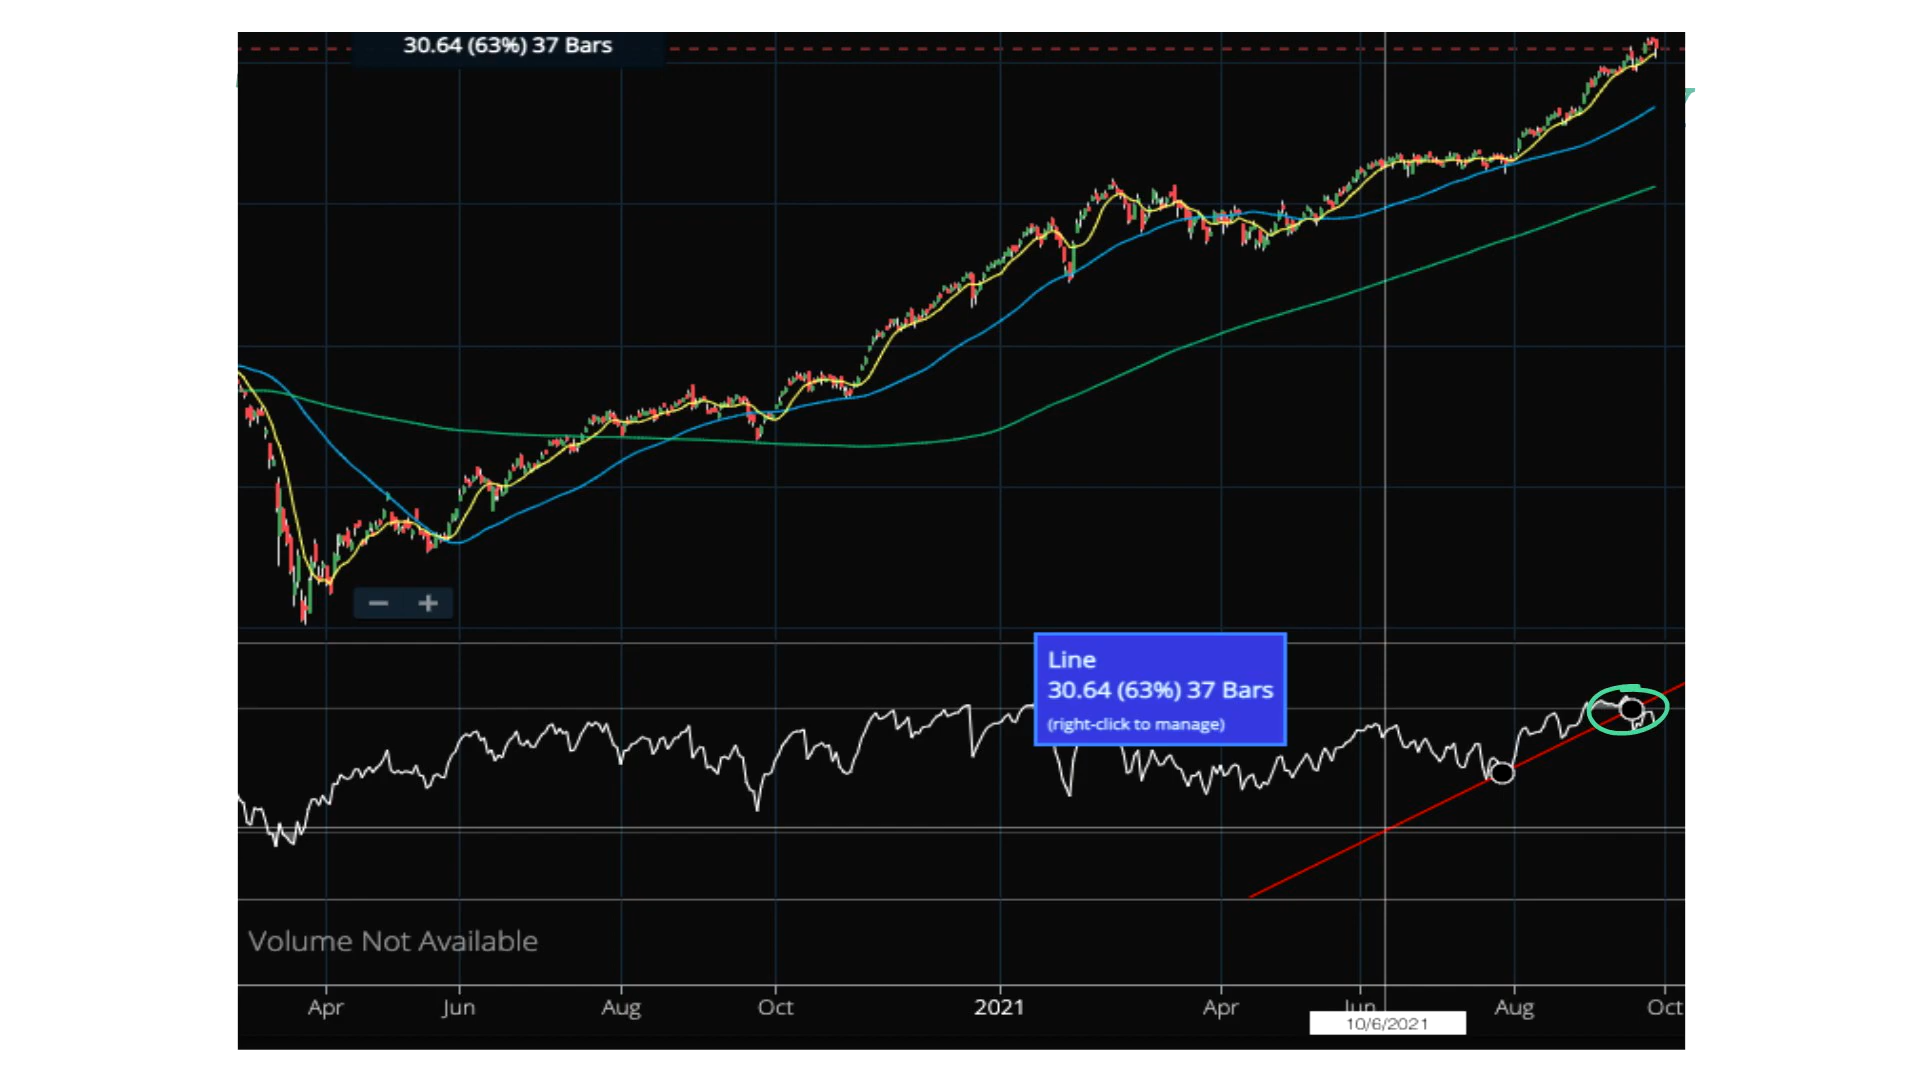 30.64 (63%) 37 Bars
− +
Line
30.64 (63%) 37 Bars
(right-click to manage)
Volume Not Available
Apr Jun Aug Oct 2021 Apr Jun Aug Oct
10/6/2021